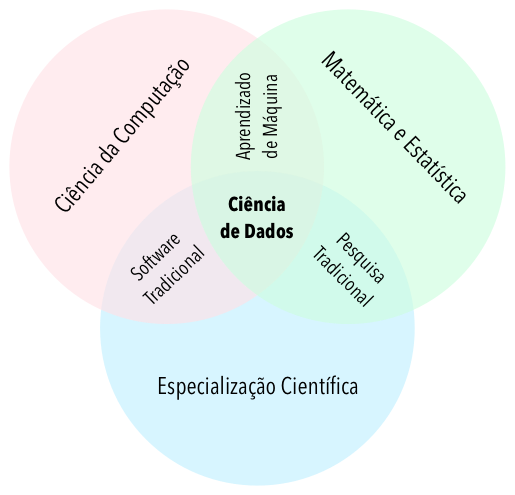 Ciência da Computação
Matemática e Estatística
Aprendizado
de Máquina
Ciência
de Dados
Software
Tradicional
Pesquisa
Tradicional
Especialização Científica